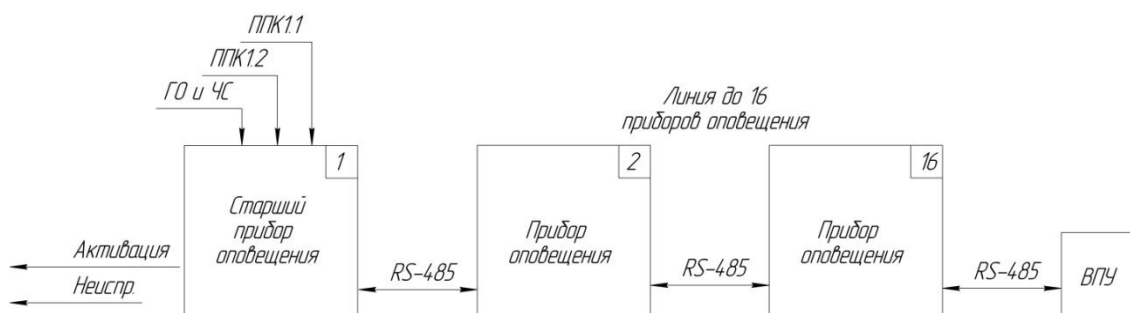 ППК1.1
ППК1.2
ГО и ЧС
Линия до 16
приборов оповещения
1
2
16
Старший
прибор
оповещения
Прибор
оповещения
Прибор
оповещения
Активация
Неиспр.
RS-485
RS-485
RS-485
ВПУ